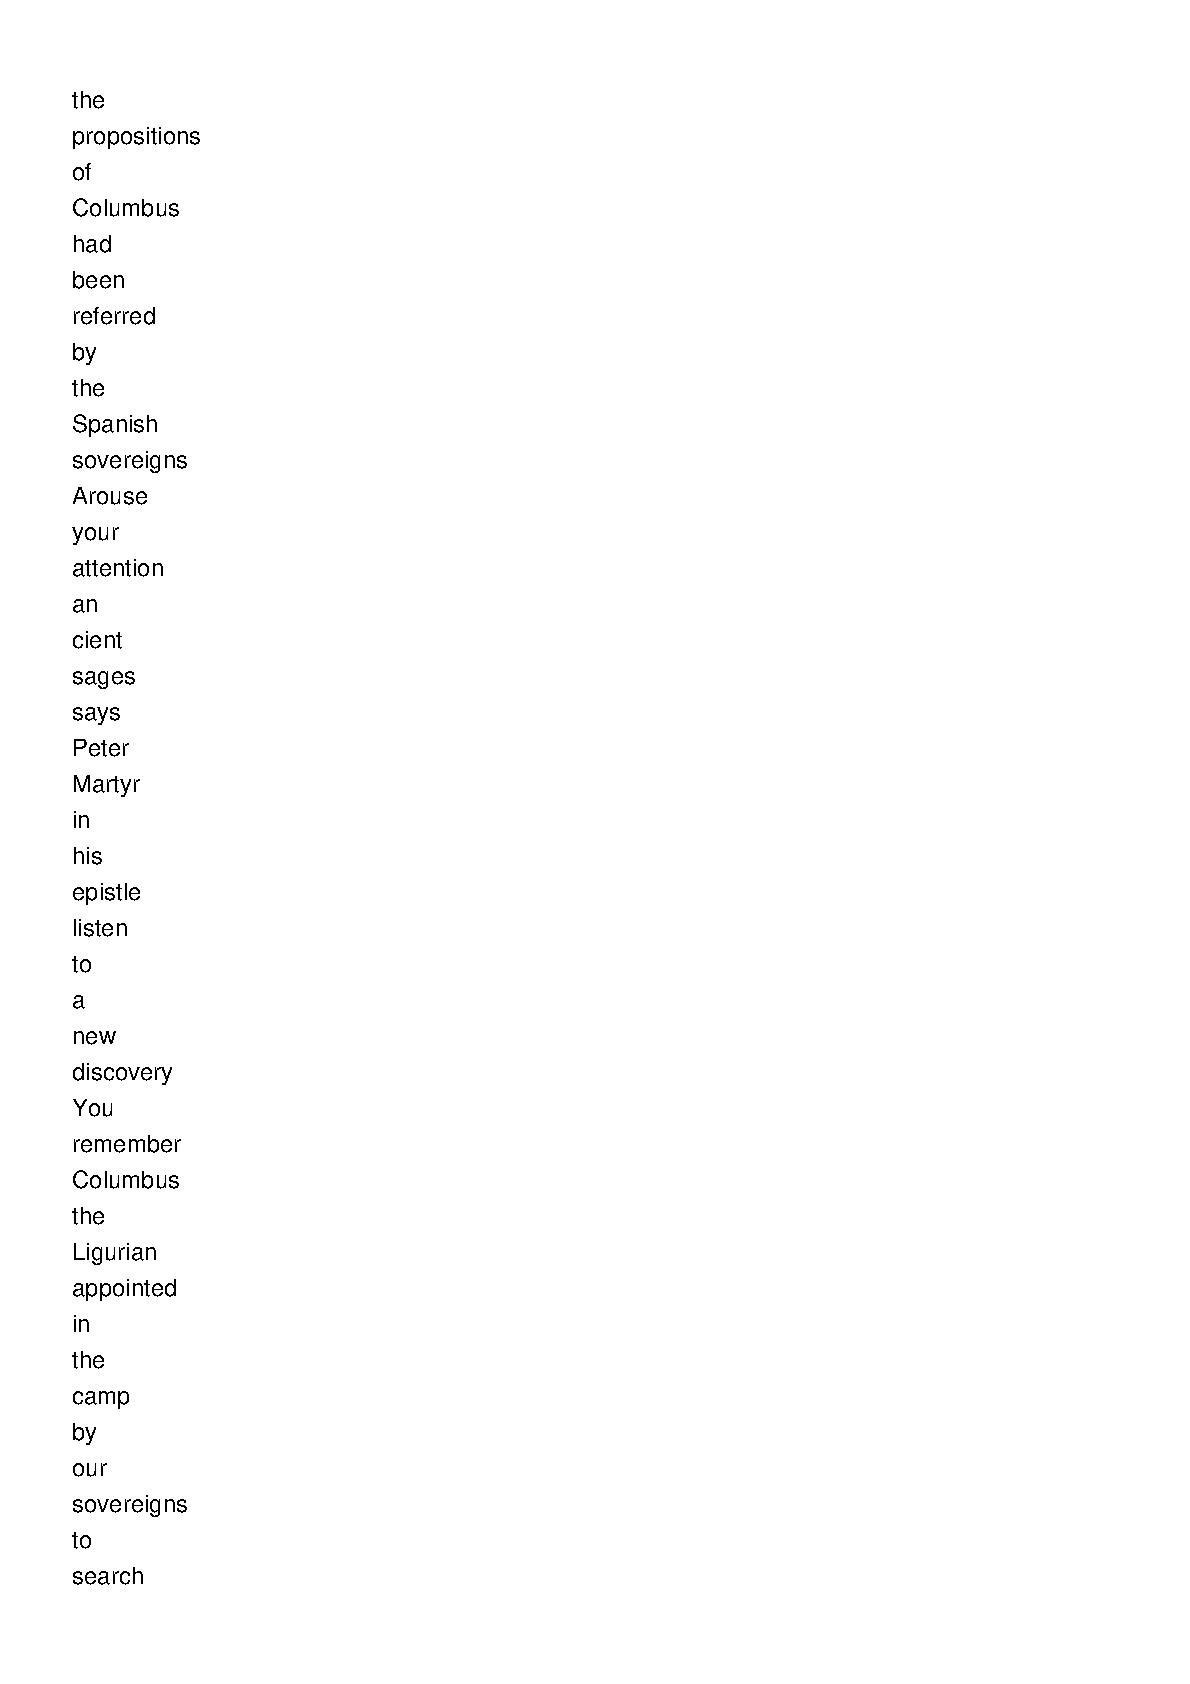 the
propositions
of
Columbus
had
been
referred
by
the
Spanish
sovereigns
Arouse
your
attention
an
cient
sages
says
Peter
Martyr
in
his
epistle
listen
to
a
new
discovery
You
remember
Columbus
the
Ligurian
appointed
in
the
camp
by
our
sovereigns
to
search